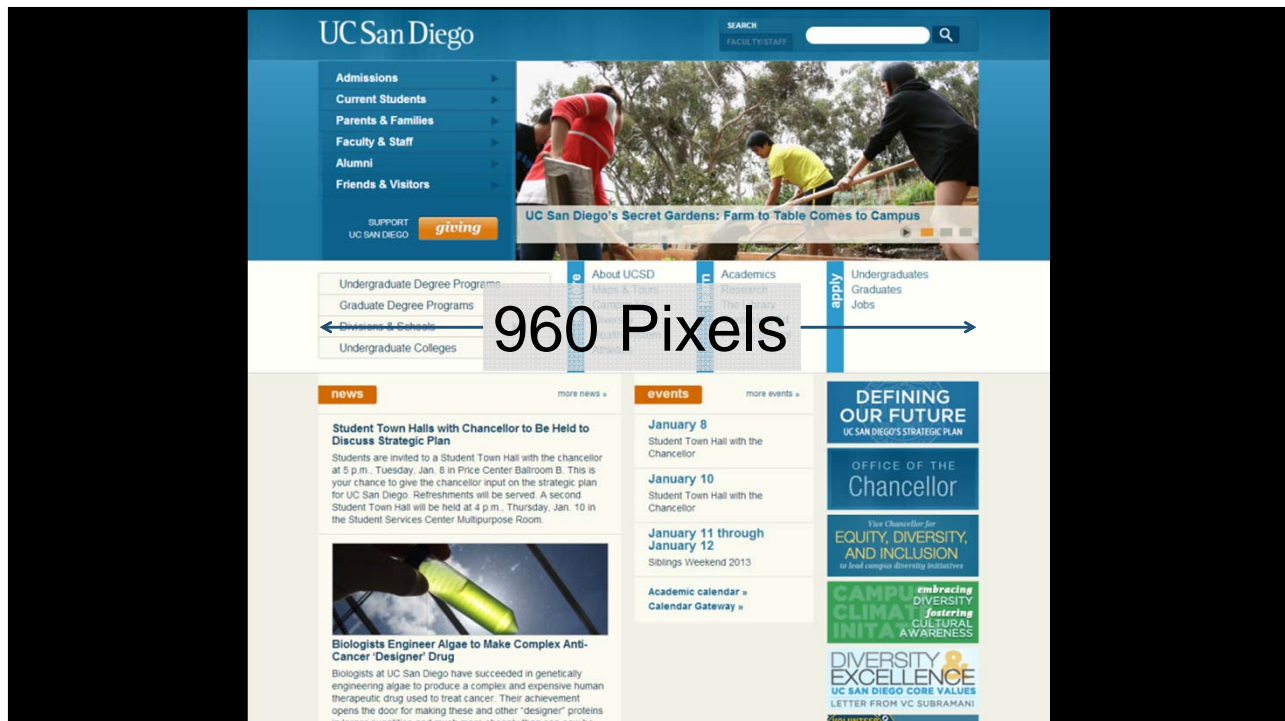 UC San Diego
SEARCH
FACULTY/STAFF
Admissions
Current Students
Parents & Families
Faculty & Staff
Alumni
Friends & Visitors
SUPPORT
UC SAN DIEGO
giving
UC San Diego's Secret Gardens: Farm to Table Comes to Campus
Undergraduate Degree Programs
Graduate Degree Programs
Divisions & Schools
Undergraduate Colleges
About UCSD
Maps & Tours
Academics
Research
The Library
apply
Undergraduates
Graduates
Jobs
960 Pixels
news
more news »
Student Town Halls with Chancellor to Be Held to
Discuss Strategic Plan
Students are invited to a Student Town Hall with the chancellor
at 5 p.m., Tuesday, Jan. 8 in Price Center Ballroom B. This is
your chance to give the chancellor input on the strategic plan
for UC San Diego. Refreshments will be served. A second
Student Town Hall will be held at 4 p.m., Thursday, Jan. 10 in
the Student Services Center Multipurpose Room.
Biologists Engineer Algae to Make Complex Anti-
Cancer 'Designer' Drug
Biologists at UC San Diego have succeeded in genetically
engineering algae to produce a complex and expensive human
therapeutic drug used to treat cancer. Their achievement
opens the door for making these and other "designer" proteins
events
more events »
January 8
Student Town Hall with the
Chancellor
January 10
Student Town Hall with the
Chancellor
January 11 through
January 12
Siblings Weekend 2013
Academic calendar »
Calendar Gateway »
DEFINING
OUR FUTURE
UC SAN DIEGO'S STRATEGIC PLAN
OFFICE OF THE
Chancellor
Vice Chancellor for
EQUITY, DIVERSITY,
AND INCLUSION
to lead campus diversity initiatives
embracing
DIVERSITY
fostering
CULTURAL
AWARENESS
DIVERSITY &
EXCELLENCE
UC SAN DIEGO CORE VALUES
LETTER FROM VC SUBRAMANI
VOLUNTEER